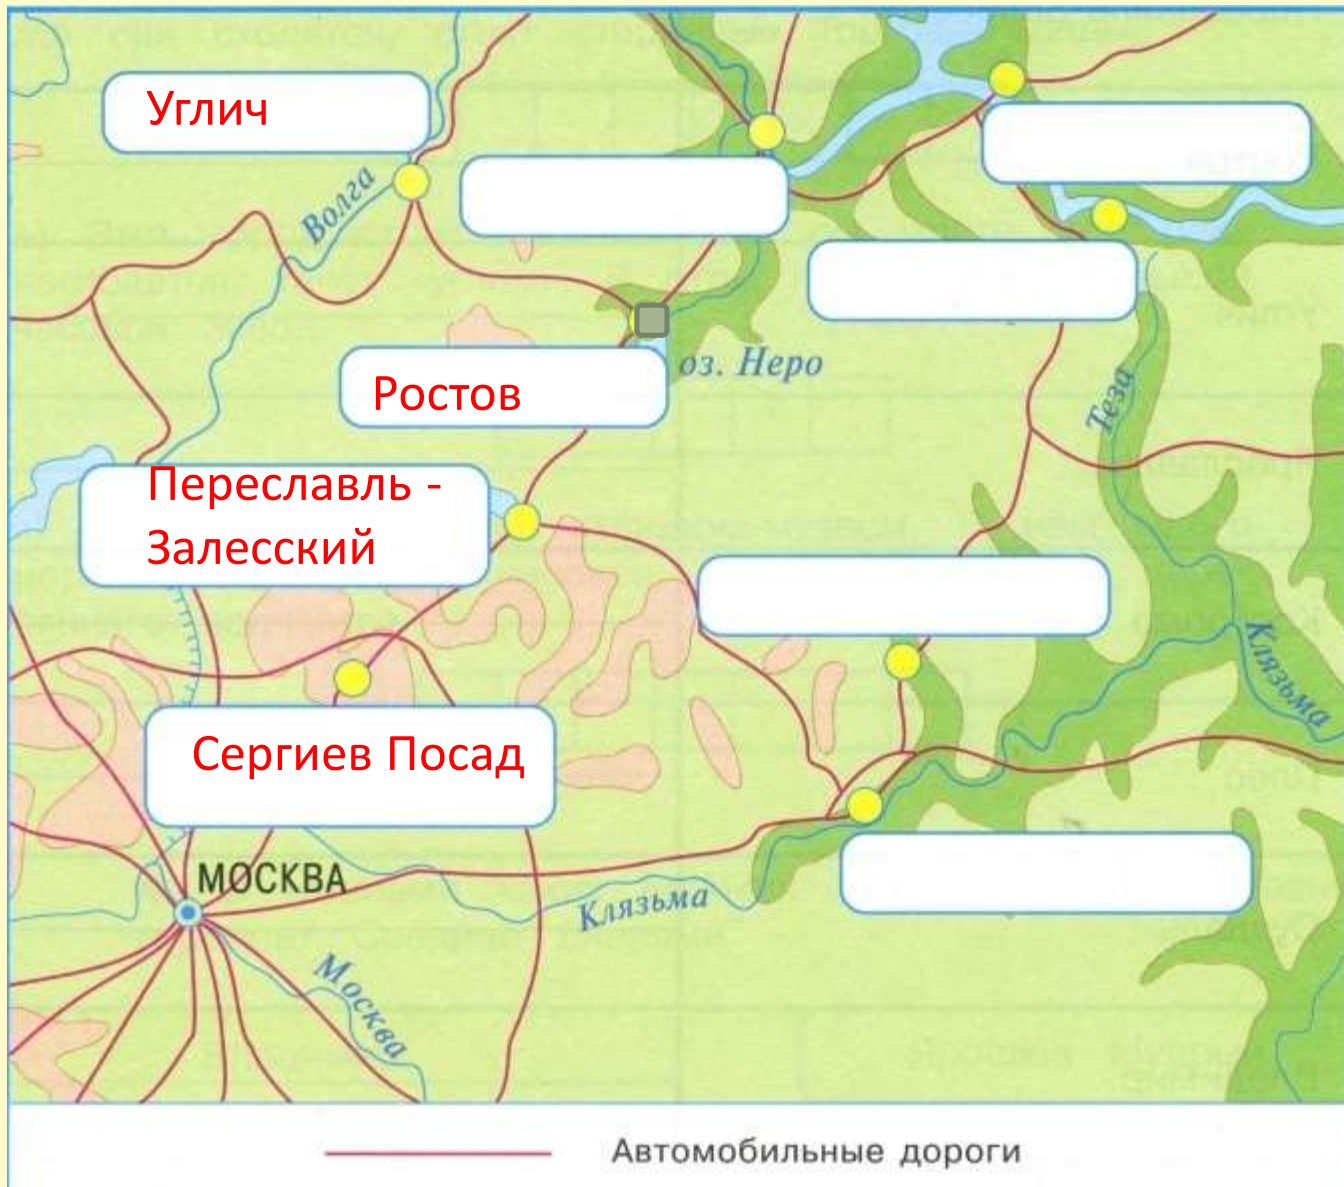 Углич
Волга
оз. Неро
Ростов
Теза
Переславль -
Залесский
Клязьма
Сергиев Посад
МОСКВА
Клязьма
Москва
Автомобильные дороги